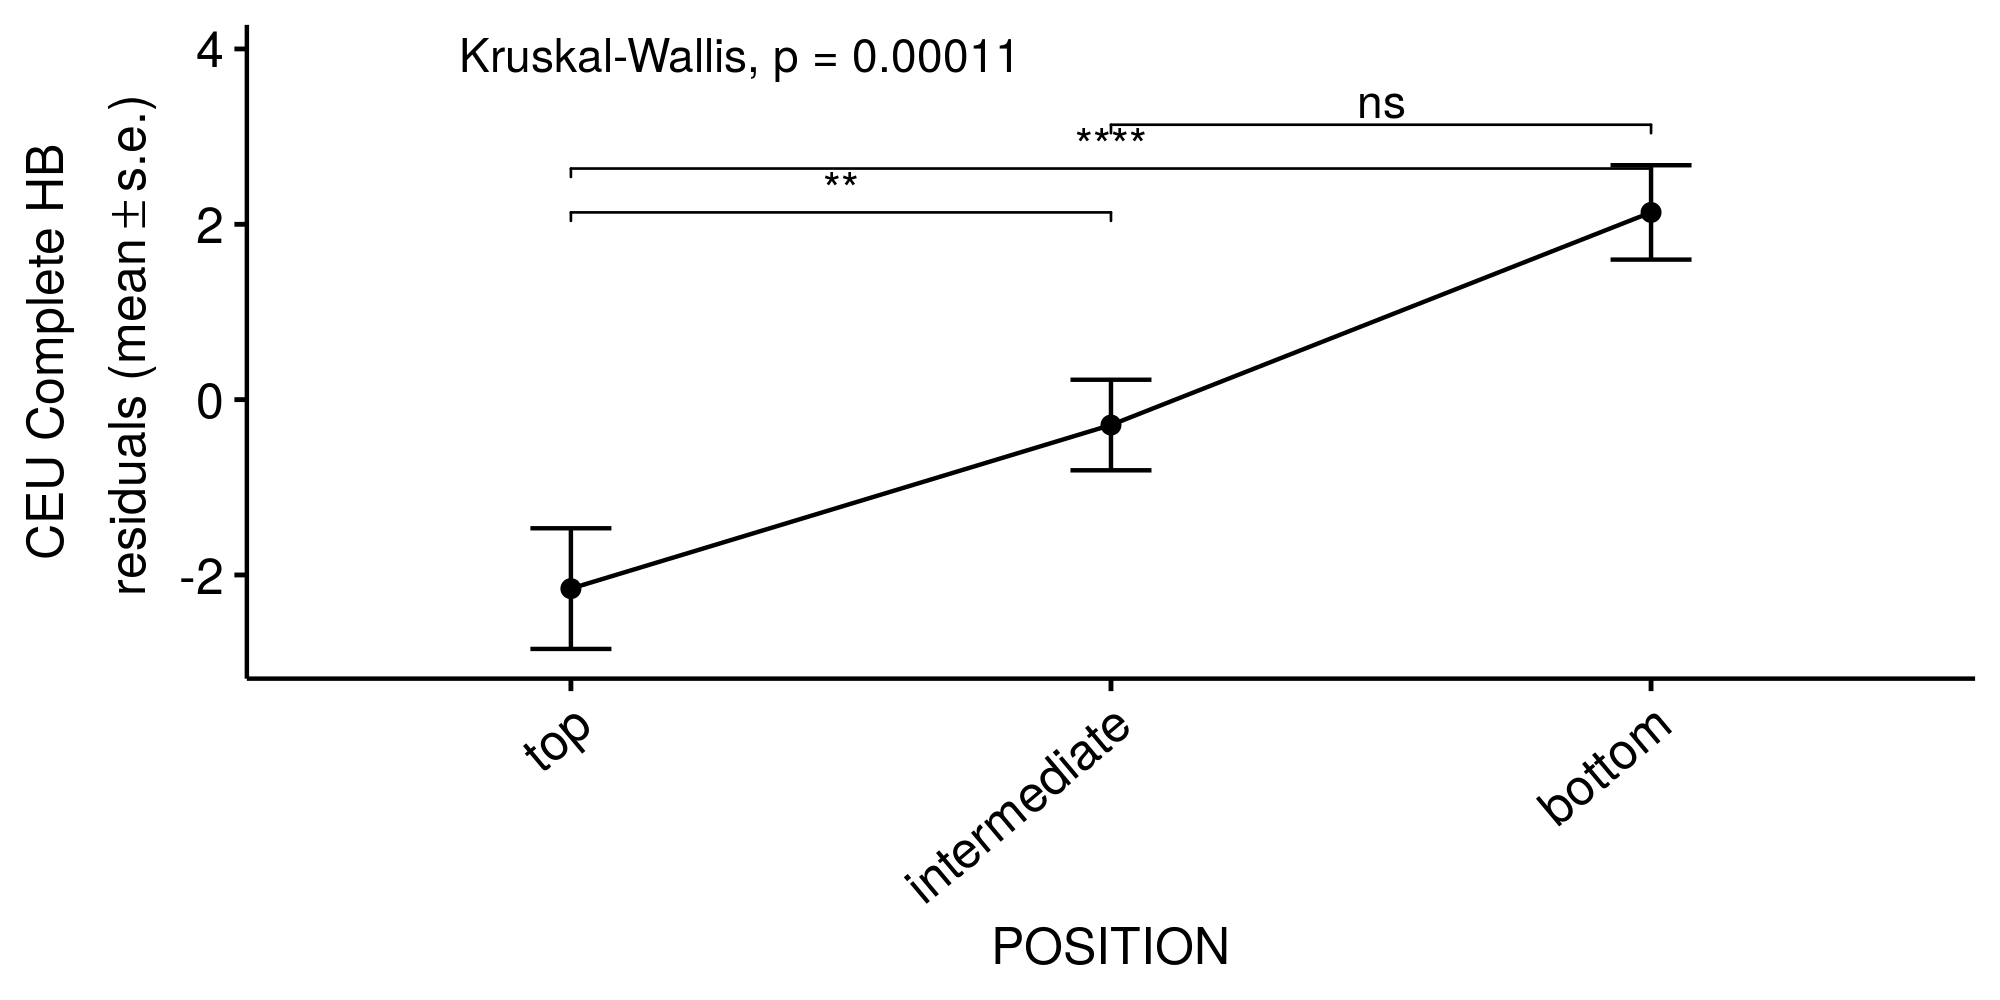 Kruskal-Wallis, p = 0.00011
ns
****
**
4
2
0
-2
CEU Complete HB
residuals (mean ± s.e.)
top
intermediate
bottom
POSITION